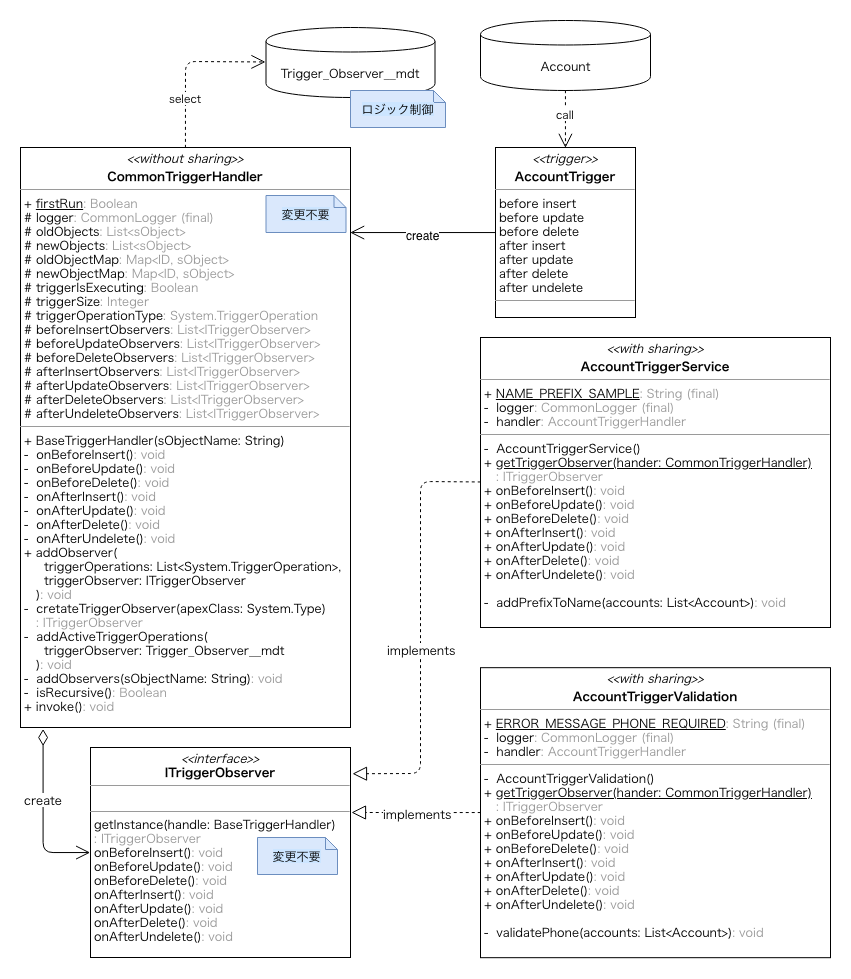 Trigger_Observer__mdt
ロジック制御
Account
select
call
<<without sharing>>
CommonTriggerHandler
変更不要
+ firstRun: Boolean
# logger: CommonLogger (final)
# oldObjects: List<sObject>
# newObjects: List<sObject>
# oldObjectMap: Map<ID, sObject>
# newObjectMap: Map<ID, sObject>
# triggerIsExecuting: Boolean
# triggerSize: Integer
# triggerOperationType: System.TriggerOperation
# beforeInsertObservers: List<ITriggerObserver>
# beforeUpdateObservers: List<ITriggerObserver>
# beforeDeleteObservers: List<ITriggerObserver>
# afterInsertObservers: List<ITriggerObserver>
# afterUpdateObservers: List<ITriggerObserver>
# afterDeleteObservers: List<ITriggerObserver>
# afterUndeleteObservers: List<ITriggerObserver>
+ BaseTriggerHandler(sObjectName: String)
- onBeforeInsert(): void
- onBeforeUpdate(): void
- onBeforeDelete(): void
- onAfterInsert(): void
- onAfterUpdate(): void
- onAfterDelete(): void
- onAfterUndelete(): void
+ addObserver(
triggerOperations: List<System.TriggerOperation>,
triggerObserver: ITriggerObserver
): void
- cretateTriggerObserver(apexClass: System.Type)
: ITriggerObserver
- addActiveTriggerOperations(
triggerObserver: Trigger_Observer__mdt
): void
- addObservers(sObjectName: String): void
- isRecursive(): Boolean
+ invoke(): void
create
<<trigger>>
AccountTrigger
before insert
before update
before delete
after insert
after update
after delete
after undelete
<<with sharing>>
AccountTriggerService
+ NAME_PREFIX_SAMPLE: String (final)
- logger: CommonLogger (final)
- handler: AccountTriggerHandler
- AccountTriggerService()
+ getTriggerObserver(hander: CommonTriggerHandler)
: ITriggerObserver
+ onBeforeInsert(): void
+ onBeforeUpdate(): void
+ onBeforeDelete(): void
+ onAfterInsert(): void
+ onAfterUpdate(): void
+ onAfterDelete(): void
+ onAfterUndelete(): void
- addPrefixToName(accounts: List<Account>): void
implements
<<with sharing>>
AccountTriggerValidation
+ ERROR_MESSAGE_PHONE_REQUIRED: String (final)
- logger: CommonLogger (final)
- handler: AccountTriggerHandler
- AccountTriggerValidation()
+ getTriggerObserver(hander: CommonTriggerHandler)
: ITriggerObserver
+ onBeforeInsert(): void
+ onBeforeUpdate(): void
+ onBeforeDelete(): void
+ onAfterInsert(): void
+ onAfterUpdate(): void
+ onAfterDelete(): void
+ onAfterUndelete(): void
- validatePhone(accounts: List<Account>): void
implements
create
<<interface>>
ITriggerObserver
getInstance(handle: BaseTriggerHandler)
: ITriggerObserver
onBeforeInsert(): void
onBeforeUpdate(): void
onBeforeDelete(): void
onAfterInsert(): void
onAfterUpdate(): void
onAfterDelete(): void
onAfterUndelete(): void
変更不要